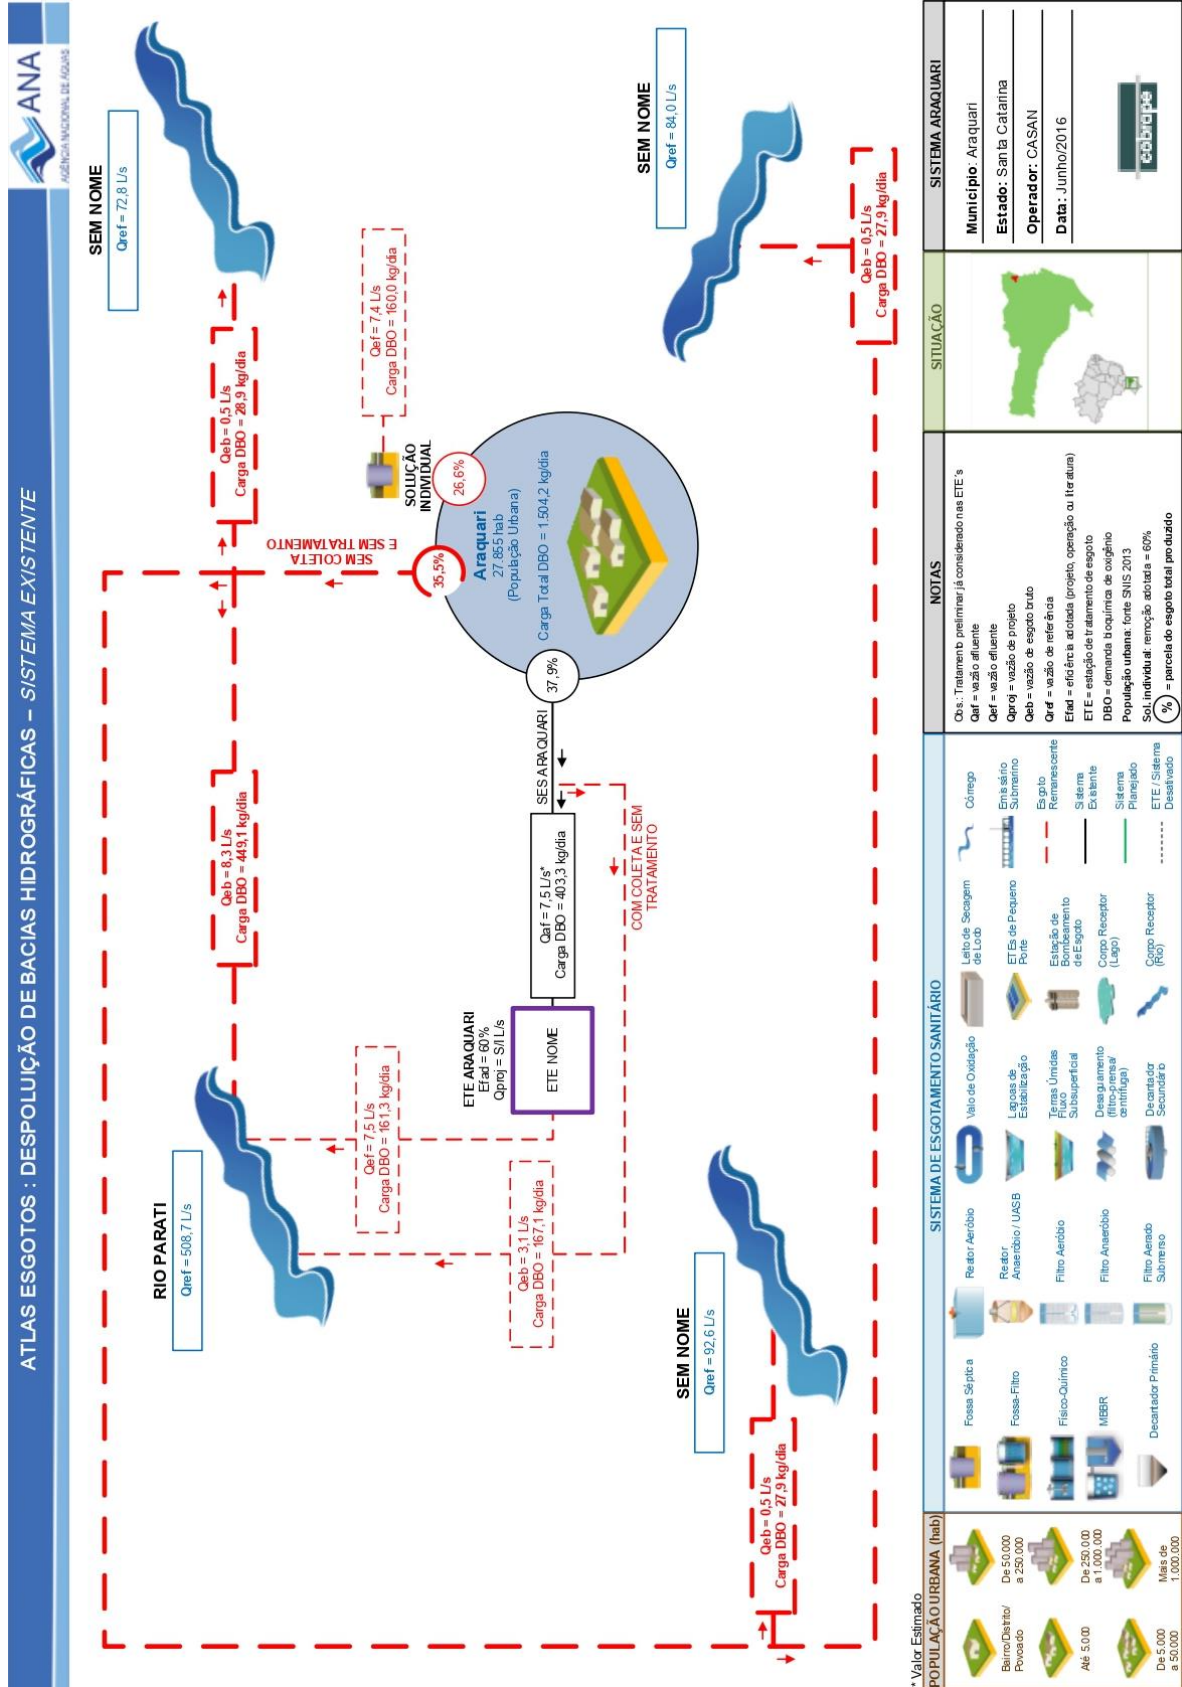 ATLAS ESGOTOS : DESPOLUIÇÃO DE BACIAS HIDROGRÁFICAS – SISTEMA EXISTENTE
ANA
AGÊNCIA NACIONAL DE ÁGUAS
RIO PARATI
Qref = 508,7 L/s
SEM NOME
Qref = 72,8 L/s
Qeb = 8,3 L/s
Carga DBO = 449,1 kg/dia
Qeb = 0,5 L/s
Carga DBO = 28,9 kg/dia
SEM COLETA
E SEM TRATAMENTO
Qef = 7,5 L/s
Carga DBO = 161,3 kg/dia
Qef = 7,4 L/s
Carga DBO = 160,0 kg/dia
SOLUÇÃO
INDIVIDUAL
35,5%
26,6%
37,9%
Araquari
27.855 hab
(População Urbana)
Carga Total DBO = 1.504,2 kg/dia
ETE ARAQUARI
Efad = 60%
Qproj = S/I L/s
ETE NOME
Qaf = 7,5 L/s*
Carga DBO = 403,3 kg/dia
SES ARAQUARI
Qeb = 3,1 L/s
Carga DBO = 167,1 kg/dia
COM COLETA E SEM
TRATAMENTO
SEM NOME
Qref = 92,6 L/s
SEM NOME
Qref = 84,0 L/s
Qeb = 0,5 L/s
Carga DBO = 27,9 kg/dia
Qeb = 0,5 L/s
Carga DBO = 27,9 kg/dia
* Valor Estimado
POPULAÇÃO URBANA (hab)
Bairro/Distrito/
Povoado
De 50.000
a 250.000
Até 5.000
De 250.000
a 1.000.000
De 5.000
a 50.000
Mais de
1.000.000
SISTEMA DE ESGOTAMENTO SANITÁRIO
Fossa Séptica
Reator Aeróbio
Valo de Oxidação
Leito de Secagem
de Lodo
Córrego
Fossa-Filtro
Reator
Anaeróbio / UASB
Lagoas de
Estabilização
ETEs de Pequeno
Porte
Emissário
Submarino
Físico-Químico
Filtro Aeróbio
Terras Úmidas
Fluxo
Subsuperficial
Estação de
Bombeamento
de Esgoto
Esgoto
Remanescente
Sistema
Existente
MBBR
Filtro Anaeróbio
Desaguamento
(filtro-prensa/
centrífuga)
Corpo Receptor
(Lago)
Sistema
Planejado
Decantador Primário
Filtro Aerado
Submerso
Decantador
Secundário
Corpo Receptor
(Rio)
ETE / Sistema
Desativado
NOTAS
Obs.: Tratamento preliminar já considerado nas ETE's
Qaf = vazão afluente
Qef = vazão efluente
Qproj = vazão de projeto
Qeb = vazão de esgoto bruto
Qref = vazão de referência
Efad = eficiência adotada (projeto, operação ou literatura)
ETE = estação de tratamento de esgoto
DBO = demanda bioquímica de oxigênio
População urbana: fonte SNIS 2013
Sol. individual: remoção adotada = 60%
% = parcela do esgoto total produzido
SITUAÇÃO
SISTEMA ARAQUARI
Município: Araquari
Estado: Santa Catarina
Operador: CASAN
Data: Junho/2016
cobrape